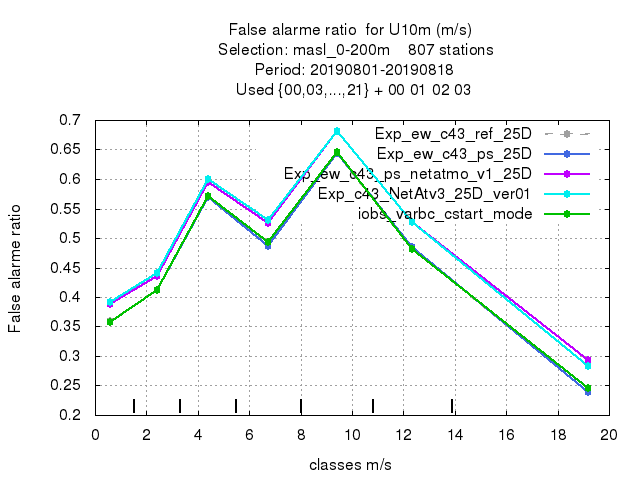 False alarme ratio  for U10m (m/s)
Selection: masl_0-200m    807 stations
Period: 20190801-20190818
Used {00,03,...,21} + 00 01 02 03
0.7
0.65
0.6
0.55
0.5
0.45
0.4
0.35
0.3
0.25
0.2
False alarme ratio
Exp_ew_c43_ref_25D
Exp_ew_c43_ps_25D
Exp_ew_c43_ps_netatmo_v1_25D
Exp_c43_NetAtv3_25D_ver01
iobs_varbc_cstart_mode
0 2 4 6 8 10 12 14 16 18 20
classes m/s